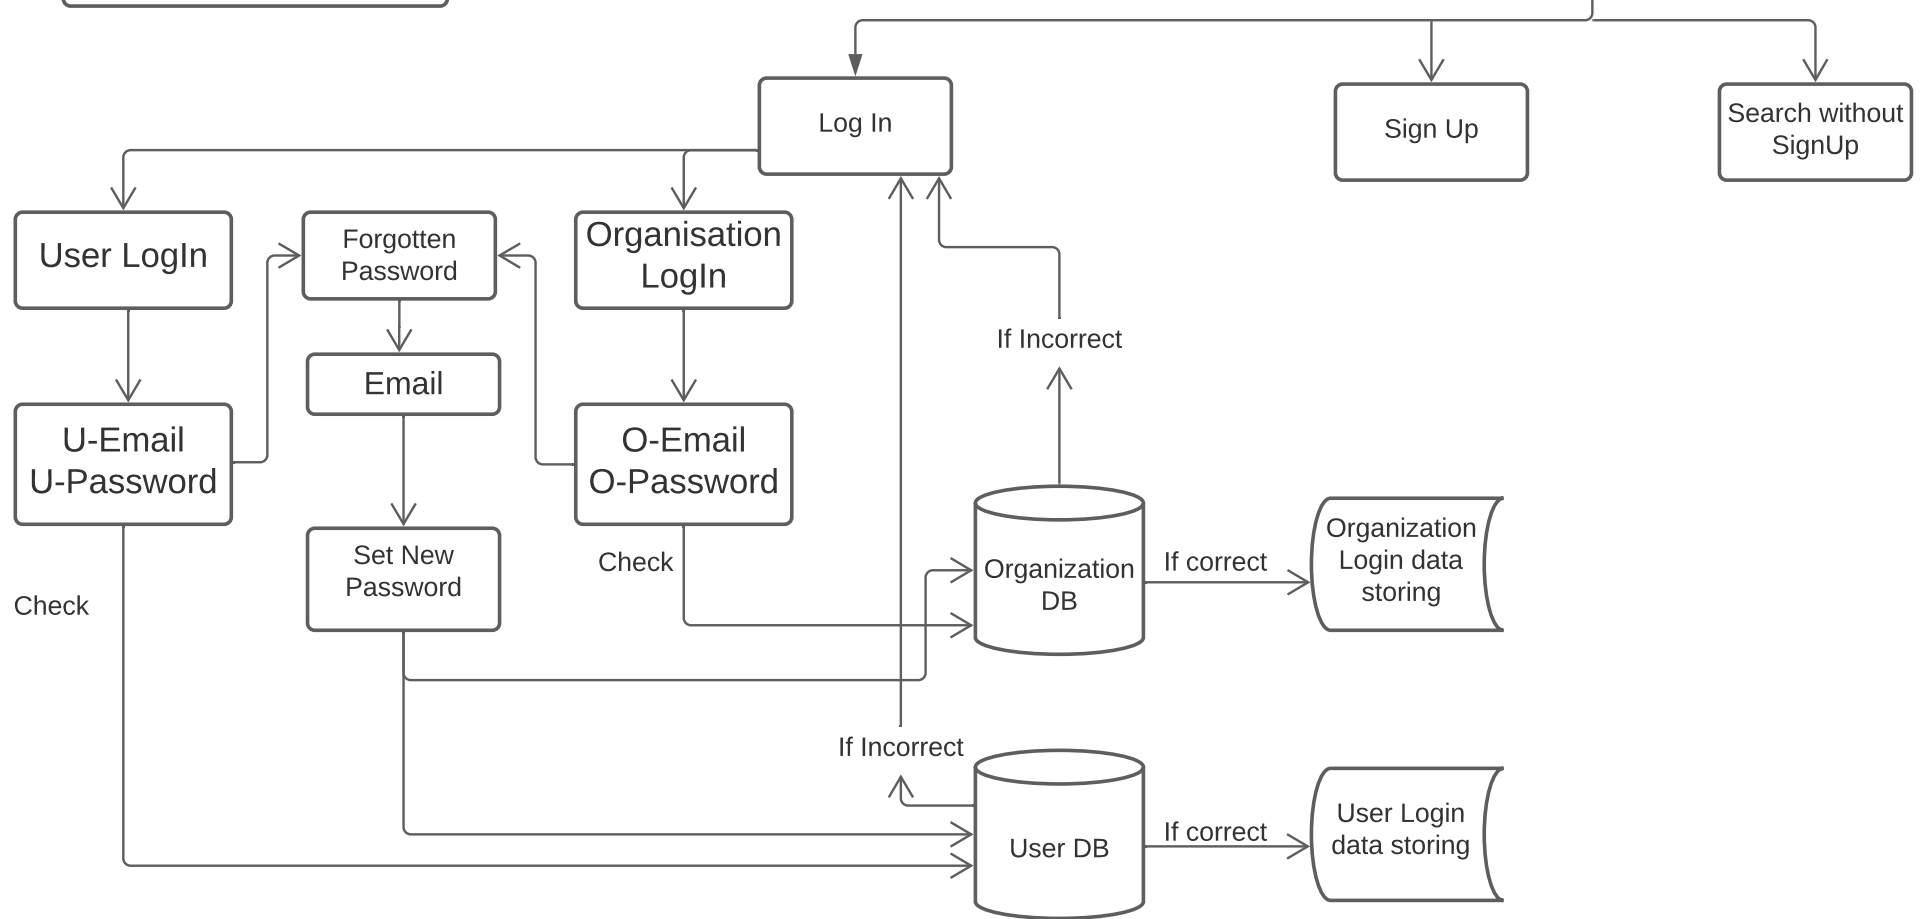 Log In
Sign Up
Search without
SignUp
User LogIn
Forgotten
Password
Organisation
LogIn
If Incorrect
Email
U-Email
U-Password
O-Email
O-Password
Set New
Password
Check
Check
Organization
DB
If correct
Organization
Login data
storing
If Incorrect
User DB
If correct
User Login
data storing